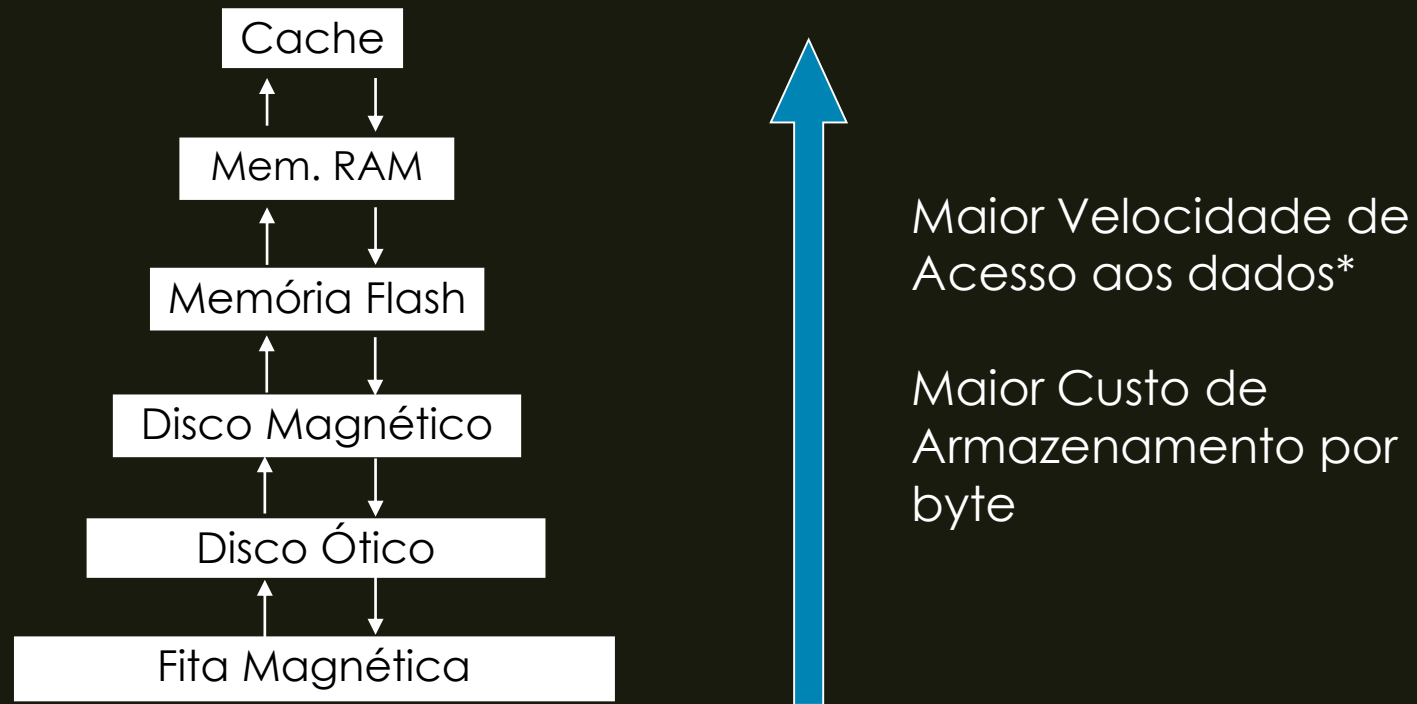 Cache
Mem. RAM
Memória Flash
Disco Magnético
Disco Ótico
Fita Magnética
Maior Velocidade de
Acesso aos dados*
Maior Custo de
Armazenamento por
byte